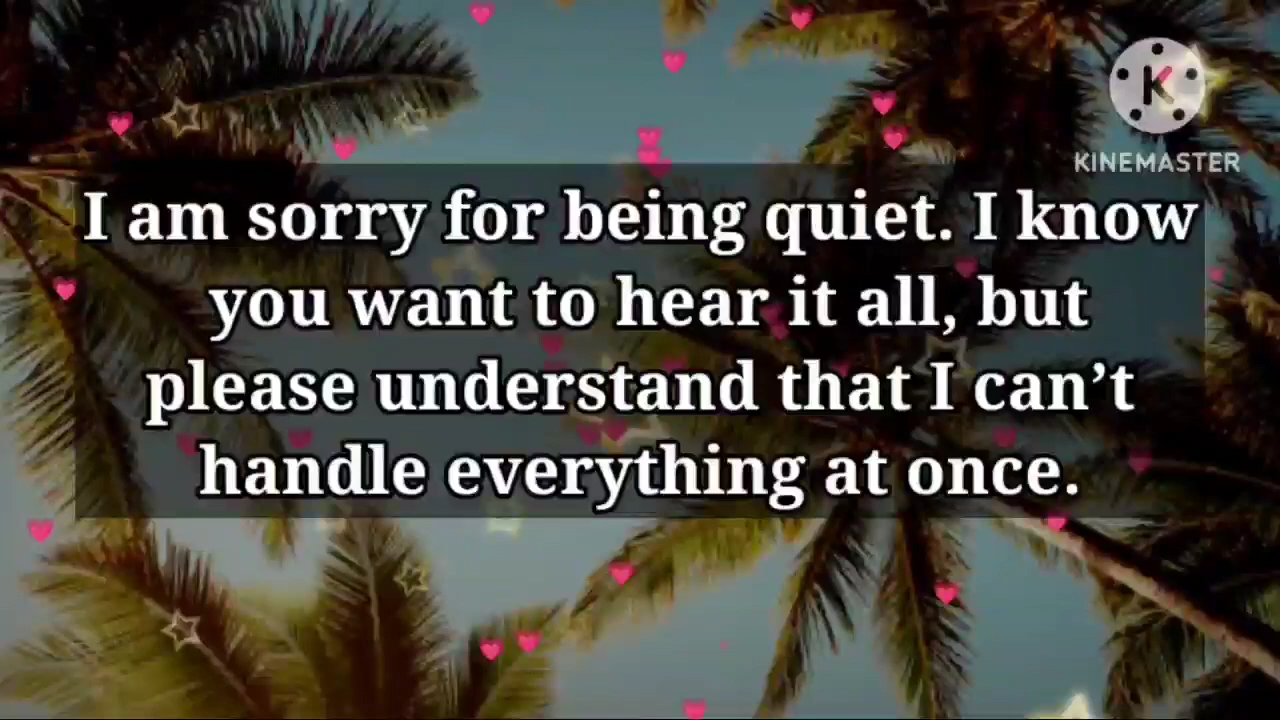 K
KINEMASTER
I am sorry for being quiet. I know
you want to hear it all, but
please understand that I can’t
handle everything at once.